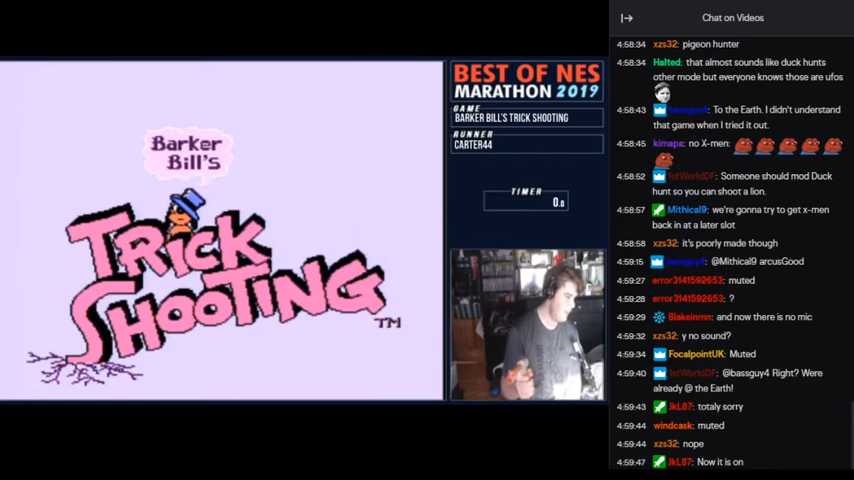 Barker
Bill's
TRICK
SHOOTING
TM
BEST OF NES
MARATHON 2019
GAME
BARKER BILL'S TRICK SHOOTING
RUNNER
CARTER44
TIMER
0.0
Chat on Videos
xzs32: pigeon hunter
4:58:34
4:58:34
Halted: that almost sounds like duck hunts
other mode but everyone knows those are ufos
4:58:43
bassguy4: To the Earth. I didn't understand
that game when I tried it out.
4:58:45
kimapa: no X-men:
4:58:52
1stWorldDF: Someone should mod Duck
hunt so you can shoot a lion.
4:58:57
Mithical9: we're gonna try to get x-men
back in at a later slot
4:58:58
xzs32: it's poorly made though
4:59:15
bassguy4: @Mithical9 arcusGood
4:59:27
error3141592653: muted
4:59:28
error3141592653: ?
4:59:29
Blakeinmn: and now there is no mic
4:59:32
xzs32: y no sound?
4:59:34
FocalpointUK: Muted
4:59:40
1stWorldDF: @bassguy4 Right? Were
already @ the Earth!
4:59:43
JkL87: totaly sorry
4:59:44
windcask: muted
4:59:44
xzs32: nope
4:59:47
JkL87: Now it is on